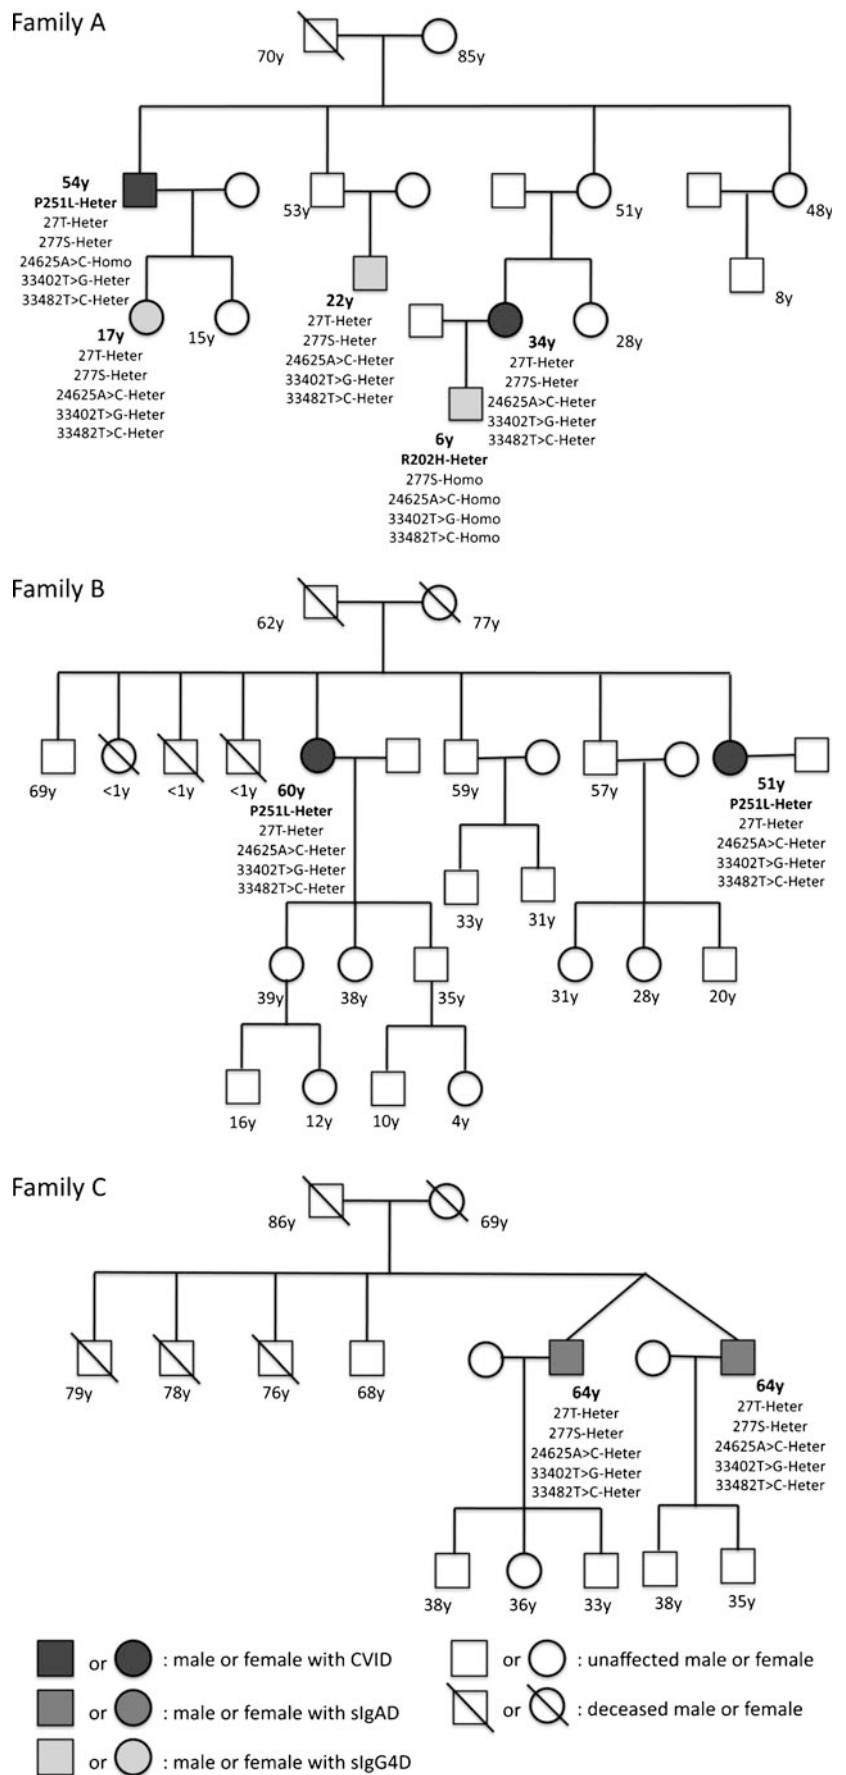 Family A
70y
85y
54y
P251L-Heter
27T-Heter
277S-Heter
24625A>C-Homo
33402T>G-Heter
33482T>C-Heter
53y
51y
48y
17y
27T-Heter
277S-Heter
24625A>C-Heter
33402T>G-Heter
33482T>C-Heter
15y
22y
27T-Heter
277S-Heter
24625A>C-Heter
33402T>G-Heter
33482T>C-Heter
34y
27T-Heter
277S-Heter
24625A>C-Heter
33402T>G-Heter
33482T>C-Heter
28y
8y
6y
R202H-Heter
277S-Homo
24625A>C-Homo
33402T>G-Homo
33482T>C-Homo
Family B
62y
77y
69y
<1y
<1y
<1y
60y
P251L-Heter
27T-Heter
24625A>C-Heter
33402T>G-Heter
33482T>C-Heter
59y
57y
51y
P251L-Heter
27T-Heter
24625A>C-Heter
33402T>G-Heter
33482T>C-Heter
33y
31y
39y
38y
35y
31y
28y
20y
16y
12y
10y
4y
Family C
86y
69y
79y
78y
76y
68y
64y
27T-Heter
277S-Heter
24625A>C-Heter
33402T>G-Heter
33482T>C-Heter
64y
27T-Heter
277S-Heter
24625A>C-Heter
33402T>G-Heter
33482T>C-Heter
38y
36y
33y
38y
35y
or : male or female with CVID
or : unaffected male or female
or : male or female with sIgAD
or : deceased male or female
or : male or female with sIgG4D